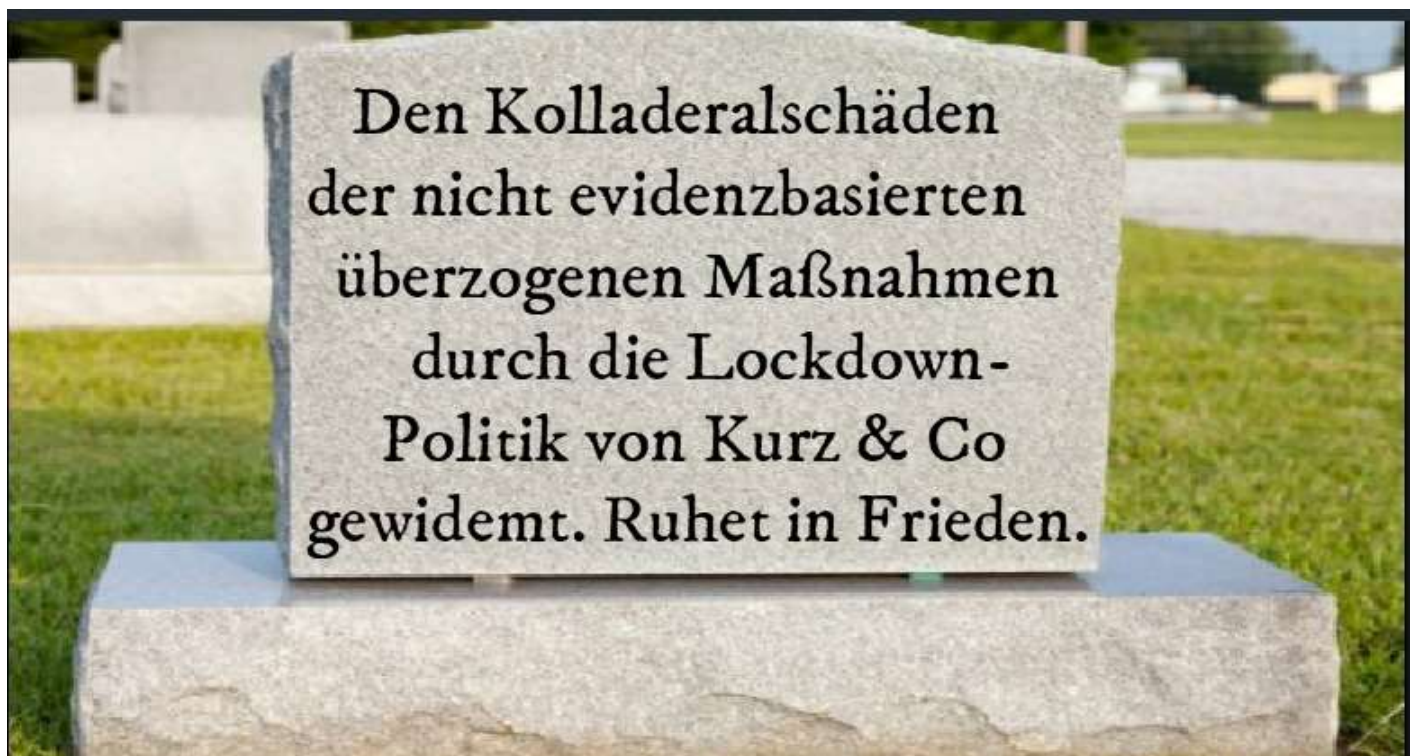 Den Kolladeralschäden
der nicht evidenzbasierten
überzogenen Maßnahmen
durch die Lockdown-
Politik von Kurz & Co
gewidemt. Ruhet in Frieden.